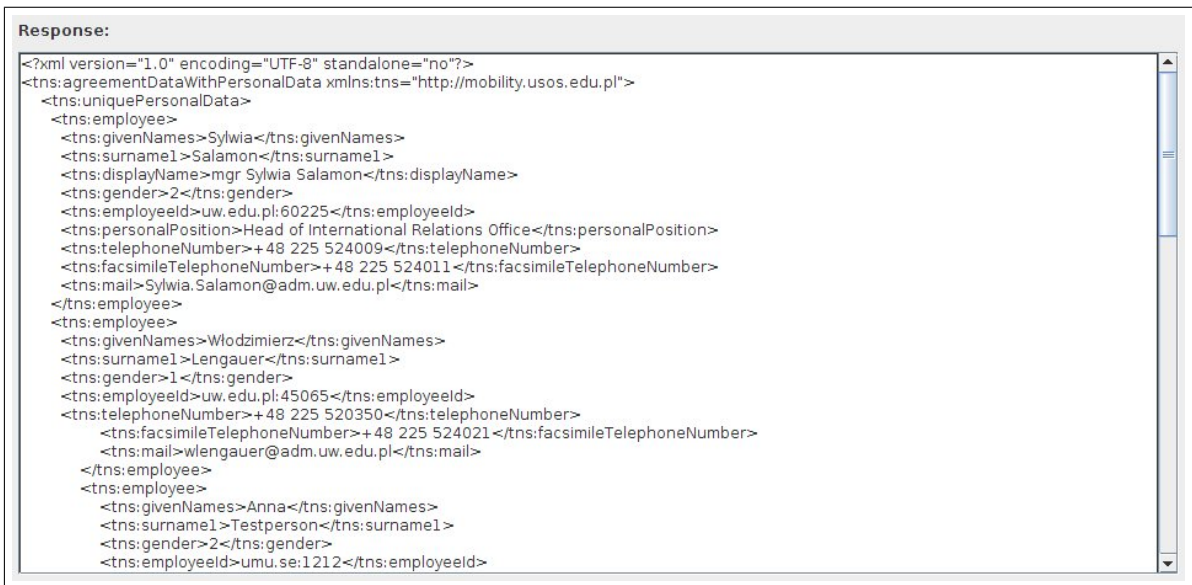 Response:
<?xml version="1.0" encoding="UTF-8" standalone="no"?>
<tns:agreementDataWithPersonalData xmlns:tns="http://mobility.usos.edu.pl">
<tns:uniquePersonalData>
<tns:employee>
<tns:givenNames>Sylwia</tns:givenNames>
<tns:surname1>Salamon</tns:surname1>
<tns:displayName>mgr Sylwia Salamon</tns:displayName>
<tns:gender>2</tns:gender>
<tns:employeeId>uw.edu.pl:60225</tns:employeeId>
<tns:personalPosition>Head of International Relations Office</tns:personalPosition>
<tns:telephoneNumber>+48 225 524009</tns:telephoneNumber>
<tns:facsimileTelephoneNumber>+48 225 524011</tns:facsimileTelephoneNumber>
<tns:mail>Sylwia.Salamon@adm.uw.edu.pl</tns:mail>
</tns:employee>
<tns:employee>
<tns:givenNames>Włodzimierz</tns:givenNames>
<tns:surname1>Lengauer</tns:surname1>
<tns:gender>1</tns:gender>
<tns:employeeId>uw.edu.pl:45065</tns:employeeId>
<tns:telephoneNumber>+48 225 520350</tns:telephoneNumber>
<tns:facsimileTelephoneNumber>+48 225 524021</tns:facsimileTelephoneNumber>
<tns:mail>wlengauer@adm.uw.edu.pl</tns:mail>
</tns:employee>
<tns:employee>
<tns:givenNames>Anna</tns:givenNames>
<tns:surname1>Testperson</tns:surname1>
<tns:gender>2</tns:gender>
<tns:employeeId>umu.se:1212</tns:employeeId>